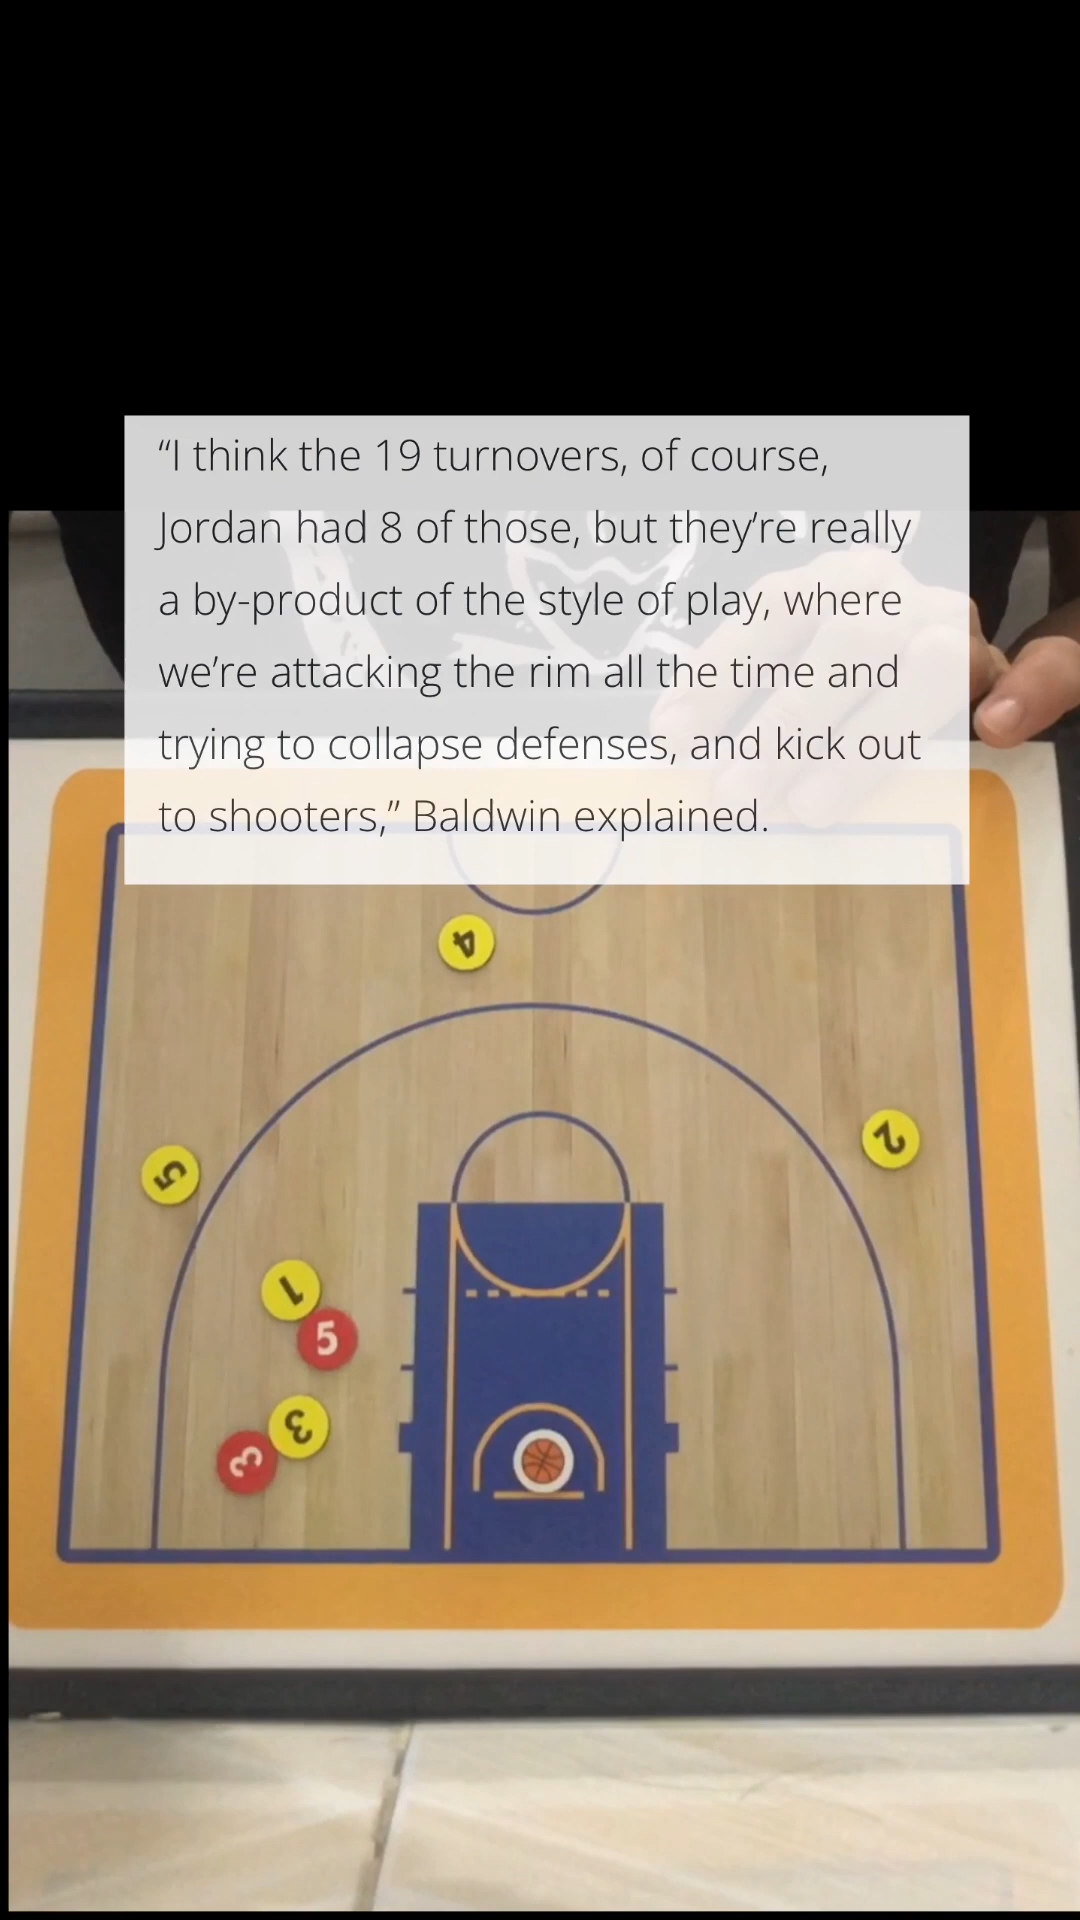 “I think the 19 turnovers, of course,
Jordan had 8 of those, but they’re really
a by-product of the style of play, where
we’re attacking the rim all the time and
trying to collapse defenses, and kick out
to shooters,” Baldwin explained.
4
2
5
1
5
3
3